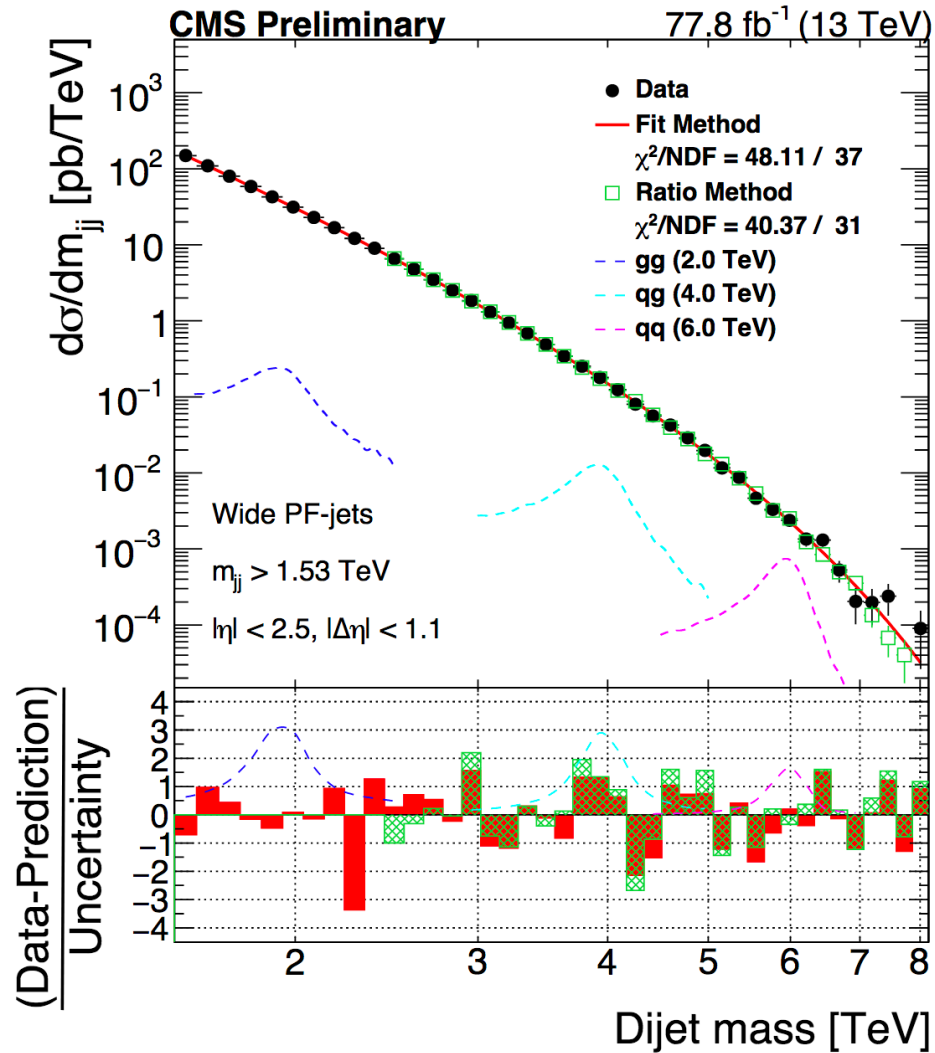 CMS Preliminary 77.8 fb⁻¹ (13 TeV)
dσ/dm_jj [pb/TeV]
10³
10²
10
1
10⁻¹
10⁻²
10⁻³
10⁻⁴
Data
Fit Method
χ²/NDF = 48.11 / 37
Ratio Method
χ²/NDF = 40.37 / 31
gg (2.0 TeV)
qg (4.0 TeV)
qq (6.0 TeV)
Wide PF-jets
m_jj > 1.53 TeV
|η| < 2.5, |Δη| < 1.1
(Data-Prediction)
Uncertainty
4
3
2
1
0
−1
−2
−3
−4
2 3 4 5 6 7 8
Dijet mass [TeV]